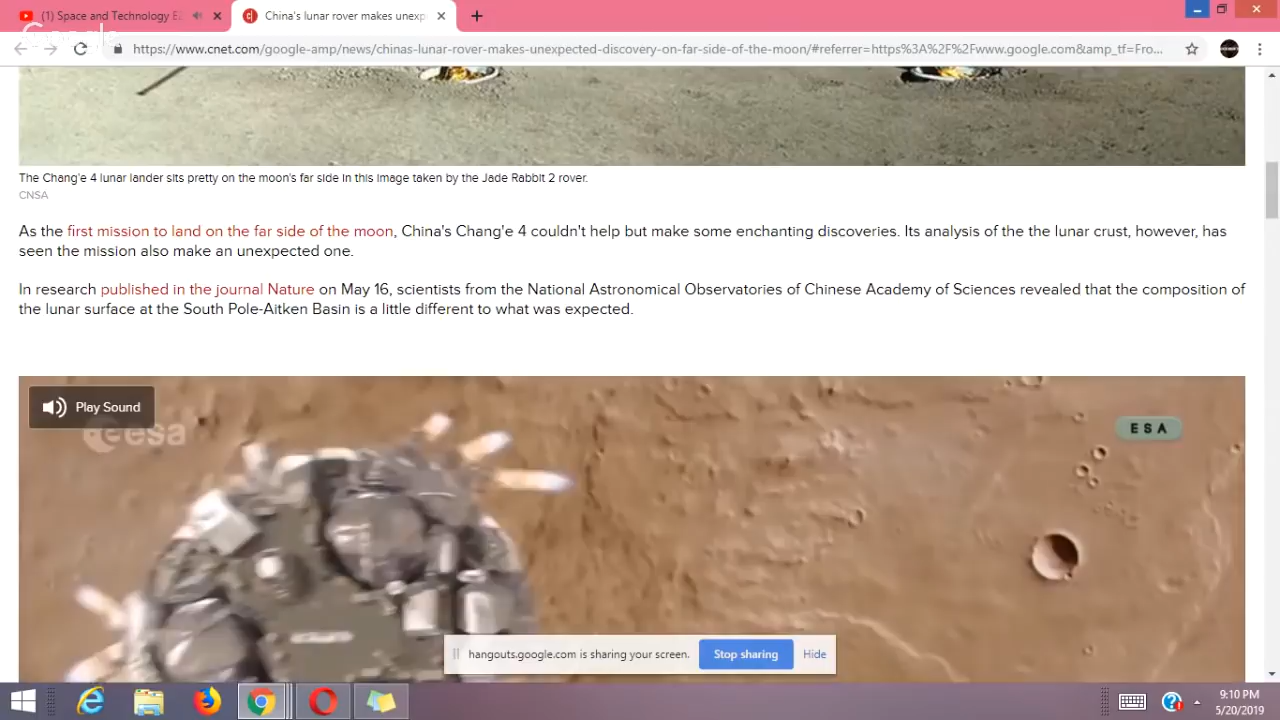 (1) Space and Technology E
China's lunar rover makes unexp
Google
https://www.cnet.com/google-amp/news/chinas-lunar-rover-makes-unexpected-discovery-on-far-side-of-the-moon/#referrer=https%3A%2F%2Fwww.google.com&amp_tf=Fro...
The Chang'e 4 lunar lander sits pretty on the moon's far side in this image taken by the Jade Rabbit 2 rover.
CNSA
As the first mission to land on the far side of the moon, China's Chang'e 4 couldn't help but make some enchanting discoveries. Its analysis of the the lunar crust, however, has
seen the mission also make an unexpected one.
In research published in the journal Nature on May 16, scientists from the National Astronomical Observatories of Chinese Academy of Sciences revealed that the composition of
the lunar surface at the South Pole-Aitken Basin is a little different to what was expected.
Play Sound
esa
ESA
hangouts.google.com is sharing your screen.
Stop sharing
Hide
9:10 PM
5/20/2019